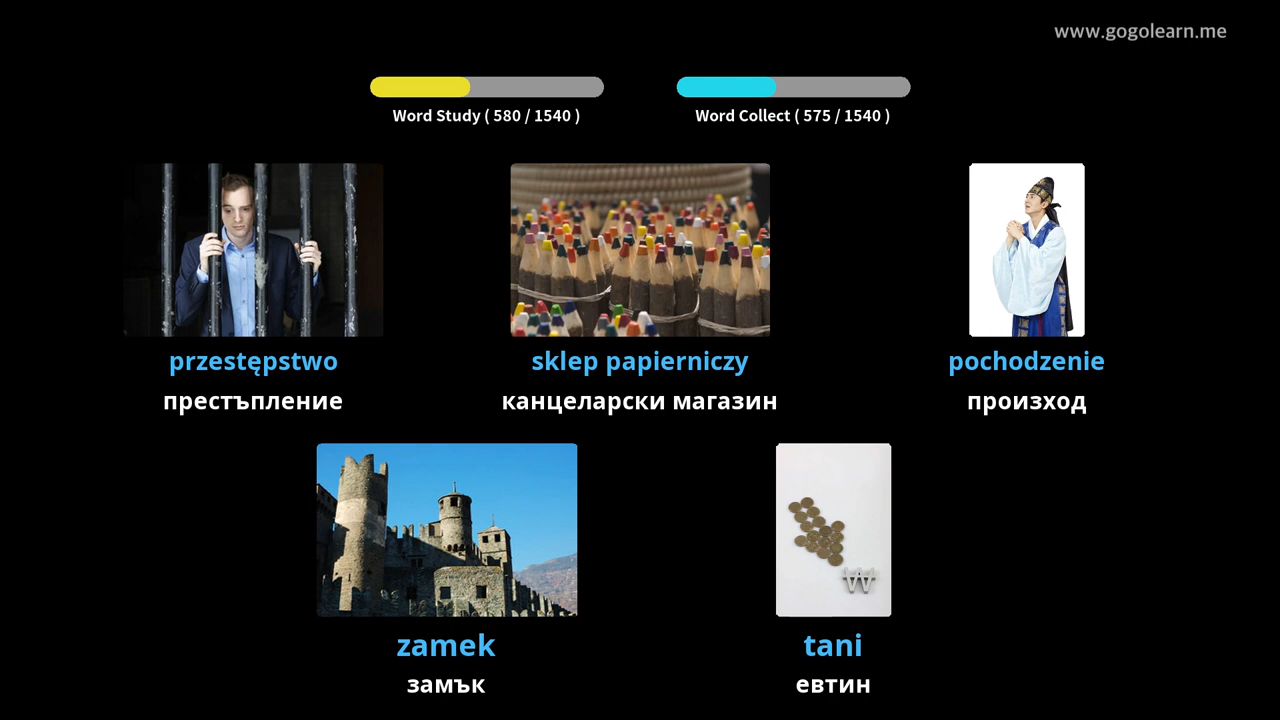 www.gogolearn.me
Word Study ( 580 / 1540 )
Word Collect ( 575 / 1540 )
przestępstwo
sklep papierniczy
pochodzenie
престъпление
канцеларски магазин
произход
zamek
tani
замък
евтин